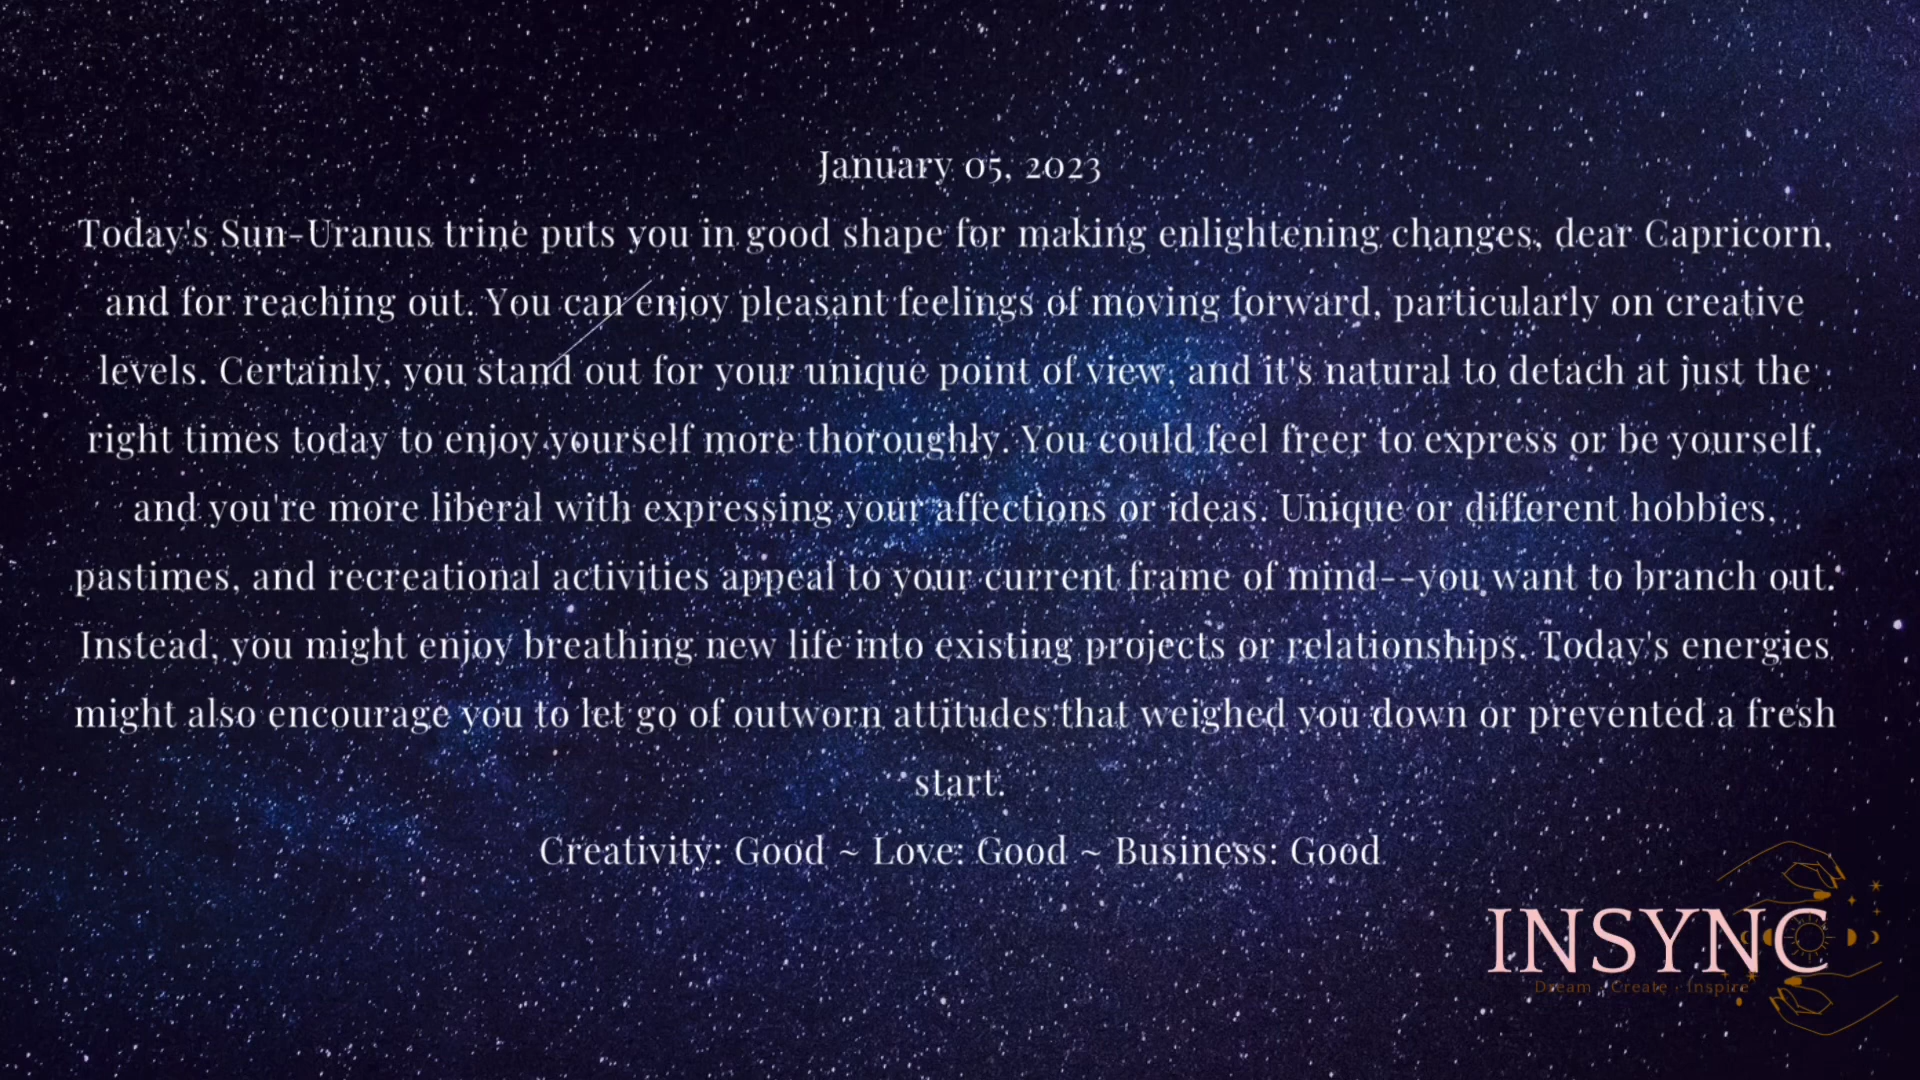 January 05, 2023
Today's Sun-Uranus trine puts you in good shape for making enlightening changes, dear Capricorn,
and for reaching out. You can enjoy pleasant feelings of moving forward, particularly on creative
levels. Certainly, you stand out for your unique point of view, and it's natural to detach at just the
right times today to enjoy yourself more thoroughly. You could feel freer to express or be yourself,
and you're more liberal with expressing your affections or ideas. Unique or different hobbies,
pastimes, and recreational activities appeal to your current frame of mind--you want to branch out.
Instead, you might enjoy breathing new life into existing projects or relationships. Today's energies
might also encourage you to let go of outworn attitudes that weighed you down or prevented a fresh
start.
Creativity: Good ~ Love: Good ~ Business: Good
INSYNC
Dream · Create · Inspire